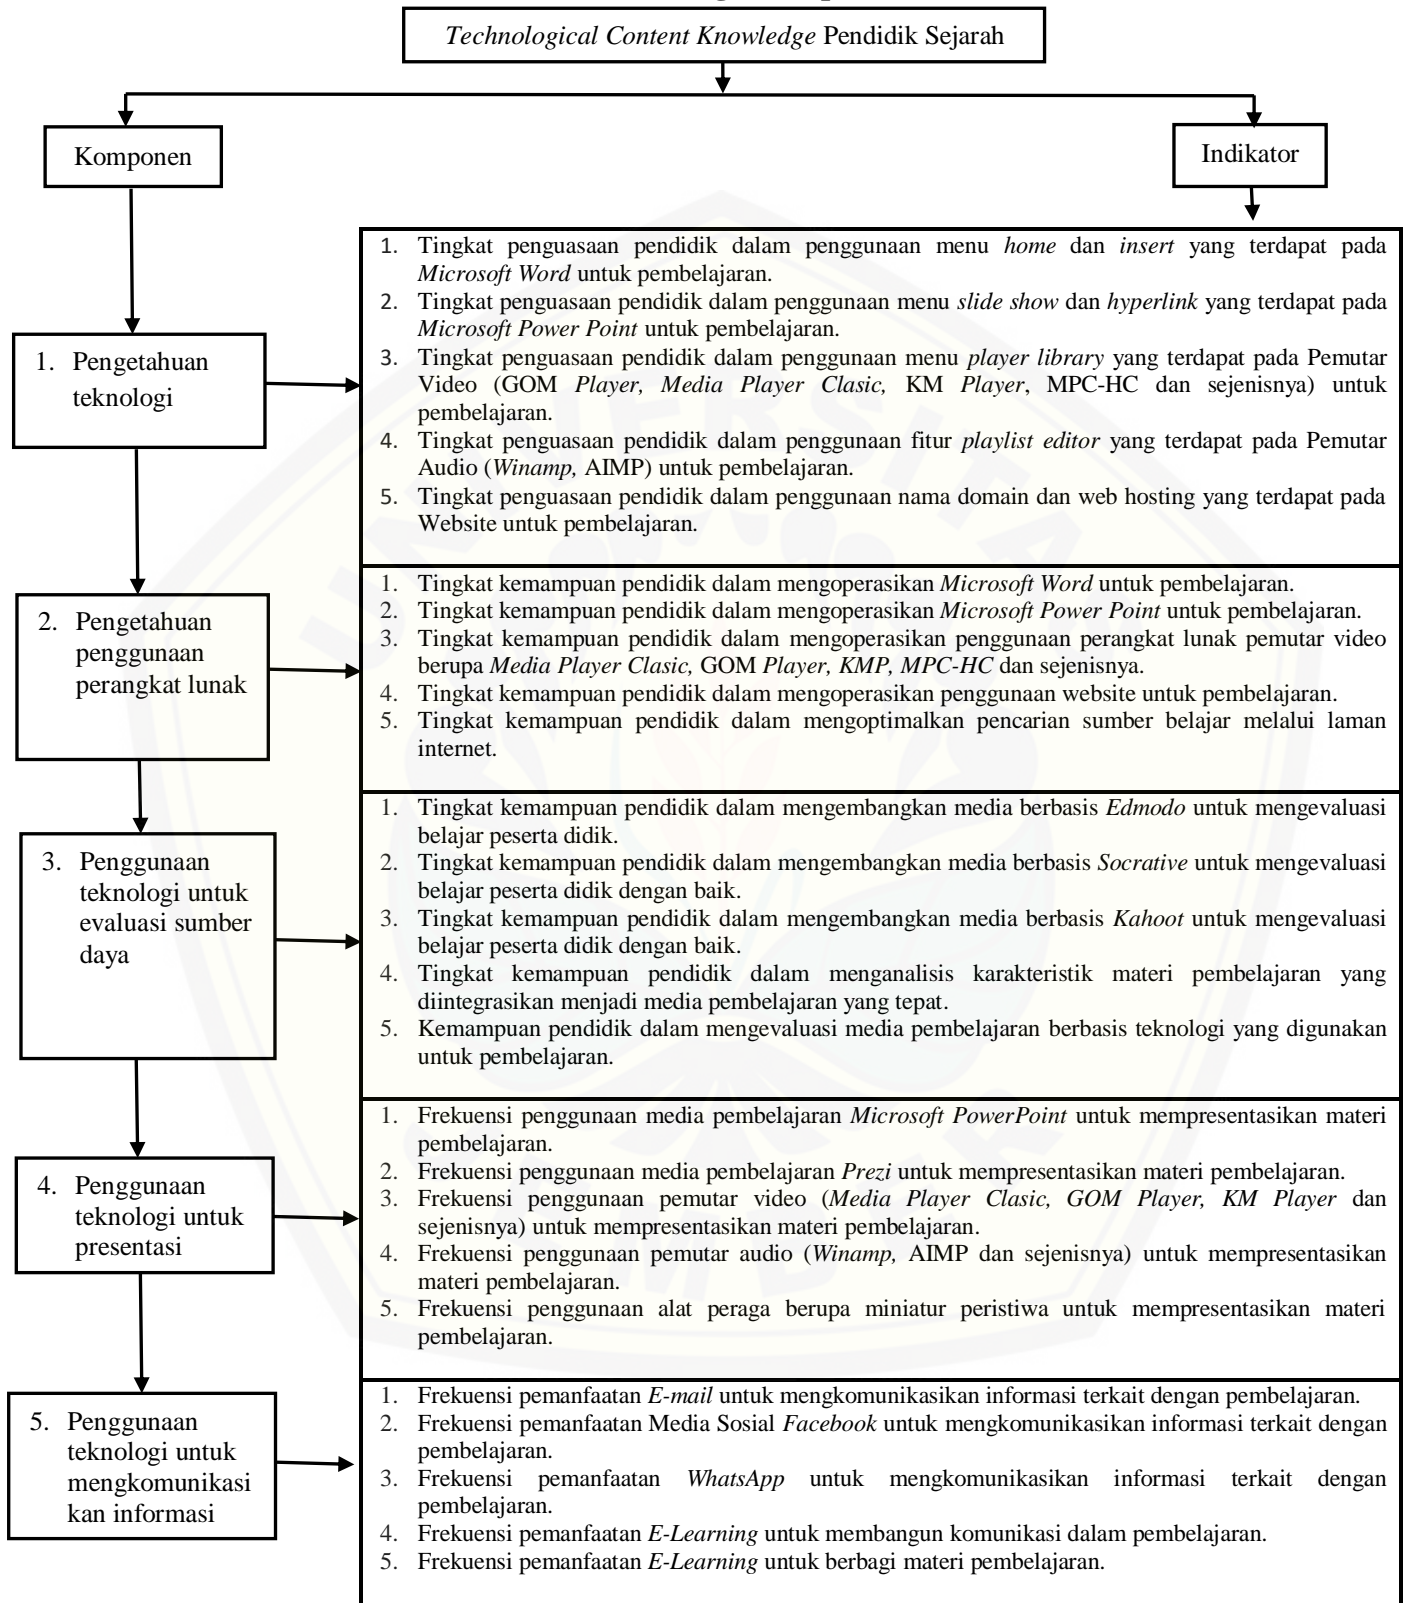 Technological Content Knowledge Pendidik Sejarah
Komponen
Indikator
1. Pengetahuan
teknologi
1. Tingkat penguasaan pendidik dalam penggunaan menu home dan insert yang terdapat pada
Microsoft Word untuk pembelajaran.
2. Tingkat penguasaan pendidik dalam penggunaan menu slide show dan hyperlink yang terdapat pada
Microsoft Power Point untuk pembelajaran.
3. Tingkat penguasaan pendidik dalam penggunaan menu player library yang terdapat pada Pemutar
Video (GOM Player, Media Player Clasic, KM Player, MPC-HC dan sejenisnya) untuk
pembelajaran.
4. Tingkat penguasaan pendidik dalam penggunaan fitur playlist editor yang terdapat pada Pemutar
Audio (Winamp, AIMP) untuk pembelajaran.
5. Tingkat penguasaan pendidik dalam penggunaan nama domain dan web hosting yang terdapat pada
Website untuk pembelajaran.
2. Pengetahuan
penggunaan
perangkat lunak
1. Tingkat kemampuan pendidik dalam mengoperasikan Microsoft Word untuk pembelajaran.
2. Tingkat kemampuan pendidik dalam mengoperasikan Microsoft Power Point untuk pembelajaran.
3. Tingkat kemampuan pendidik dalam mengoperasikan penggunaan perangkat lunak pemutar video
berupa Media Player Clasic, GOM Player, KMP, MPC-HC dan sejenisnya.
4. Tingkat kemampuan pendidik dalam mengoperasikan penggunaan website untuk pembelajaran.
5. Tingkat kemampuan pendidik dalam mengoptimalkan pencarian sumber belajar melalui laman
internet.
3. Penggunaan
teknologi untuk
evaluasi sumber
daya
1. Tingkat kemampuan pendidik dalam mengembangkan media berbasis Edmodo untuk mengevaluasi
belajar peserta didik.
2. Tingkat kemampuan pendidik dalam mengembangkan media berbasis Socrative untuk mengevaluasi
belajar peserta didik dengan baik.
3. Tingkat kemampuan pendidik dalam mengembangkan media berbasis Kahoot untuk mengevaluasi
belajar peserta didik dengan baik.
4. Tingkat kemampuan pendidik dalam menganalisis karakteristik materi pembelajaran yang
diintegrasikan menjadi media pembelajaran yang tepat.
5. Kemampuan pendidik dalam mengevaluasi media pembelajaran berbasis teknologi yang digunakan
untuk pembelajaran.
4. Penggunaan
teknologi untuk
presentasi
1. Frekuensi penggunaan media pembelajaran Microsoft PowerPoint untuk mempresentasikan materi
pembelajaran.
2. Frekuensi penggunaan media pembelajaran Prezi untuk mempresentasikan materi pembelajaran.
3. Frekuensi penggunaan pemutar video (Media Player Clasic, GOM Player, KM Player dan
sejenisnya) untuk mempresentasikan materi pembelajaran.
4. Frekuensi penggunaan pemutar audio (Winamp, AIMP dan sejenisnya) untuk mempresentasikan
materi pembelajaran.
5. Frekuensi penggunaan alat peraga berupa miniatur peristiwa untuk mempresentasikan materi
pembelajaran.
5. Penggunaan
teknologi untuk
mengkomunikasi
kan informasi
1. Frekuensi pemanfaatan E-mail untuk mengkomunikasikan informasi terkait dengan pembelajaran.
2. Frekuensi pemanfaatan Media Sosial Facebook untuk mengkomunikasikan informasi terkait dengan
pembelajaran.
3. Frekuensi pemanfaatan WhatsApp untuk mengkomunikasikan informasi terkait dengan
pembelajaran.
4. Frekuensi pemanfaatan E-Learning untuk membangun komunikasi dalam pembelajaran.
5. Frekuensi pemanfaatan E-Learning untuk berbagi materi pembelajaran.
UNIVERSITAS
JEMBER